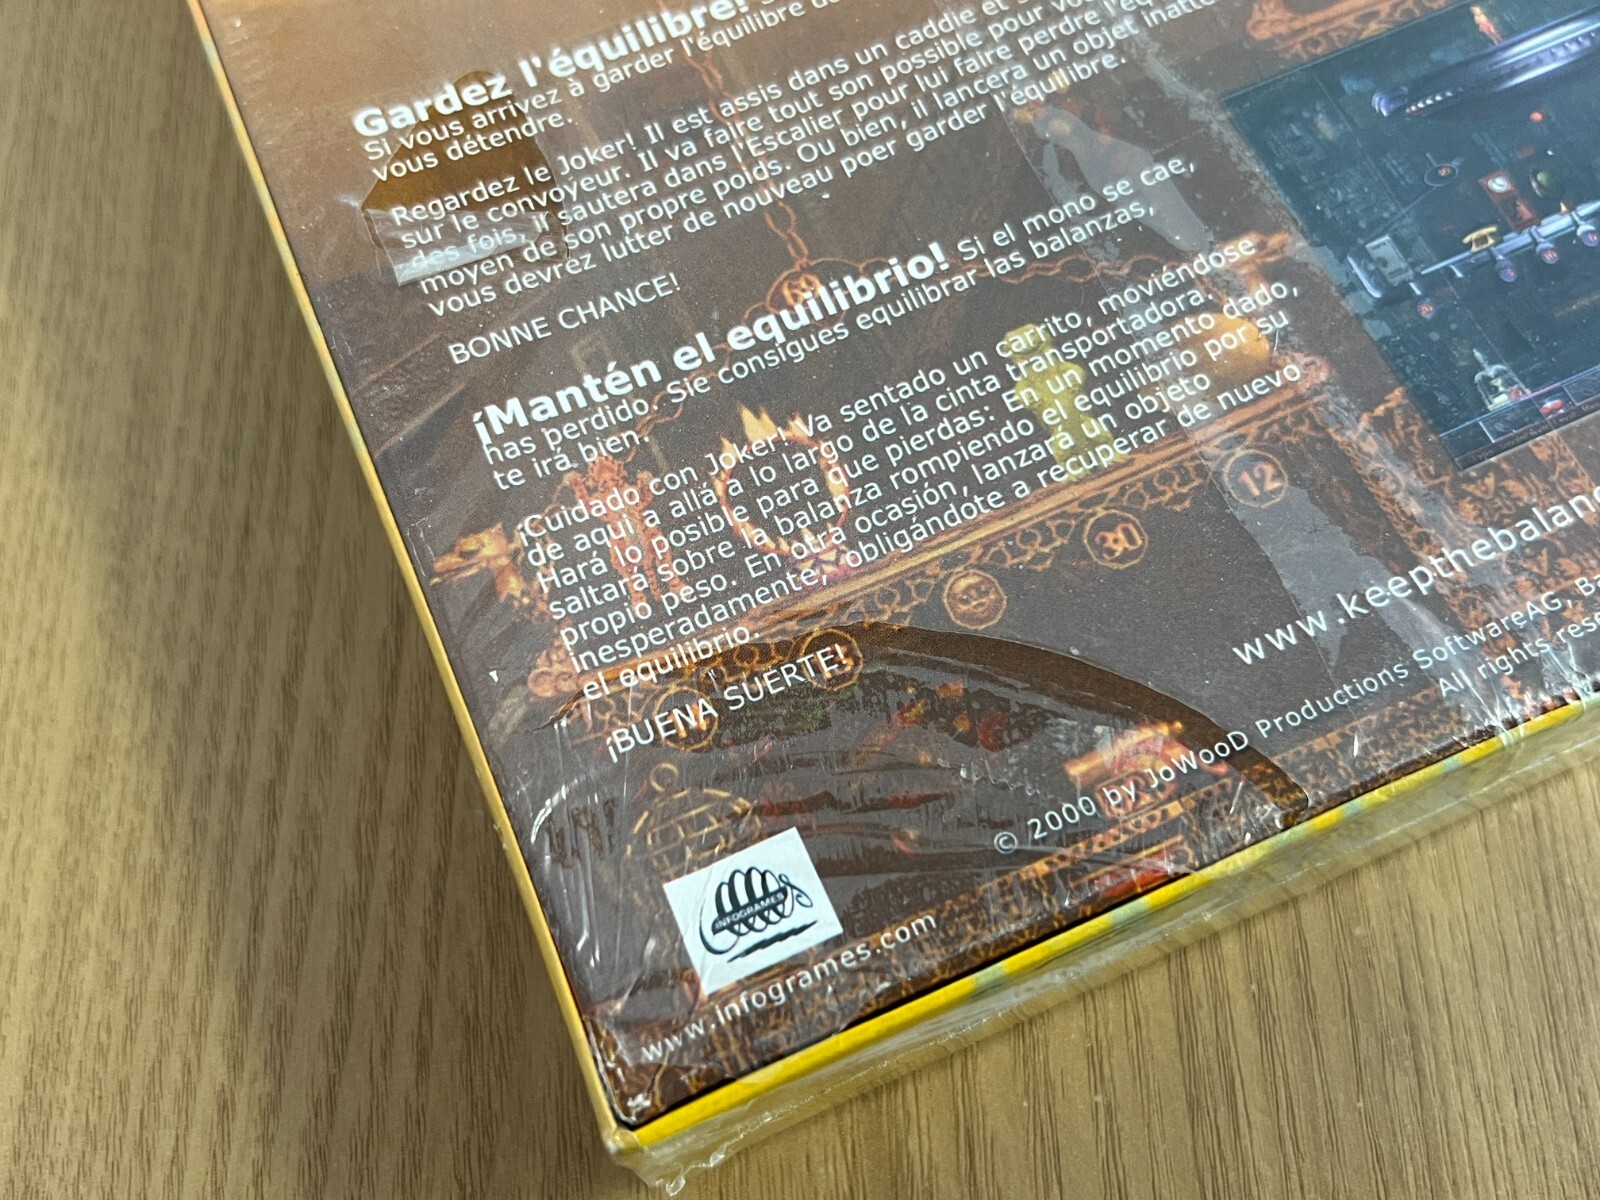 Gardez l'équilibre!
Si vous arrivez à garder l'équilibre
vous détendre.
Regardez le Joker! Il est assis dans un caddie et
sur le convoyeur. Il va faire tout son possible pour
des fois, il sautera dans l'Escalier pour lui faire perdre
moyen de son propre poids. Ou bien, il lancera un objet
vous devrez lutter de nouveau poer garder l'équilibre.
BONNE CHANCE!
¡Mantén el equilibrio! Si el mono se cae,
has perdido. Sie consigues equilibrar las balanzas,
te irá bien.
¡Cuidado con Joker! Va sentado un carrito, moviéndose
de aquí a allá a lo largo de la cinta transportadora.
Hará lo posible para que pierdas: En un momento dado,
saltará sobre la balanza rompiendo el equilibrio por su
propio peso. En otra ocasión, lanzará un objeto
inesperadamente, obligándote a recuperar de nuevo
el equilibrio.
¡BUENA SUERTE!
12
30
www.keepthebalanc
© 2000 by JoWooD Productions SoftwareAG, Ba
All rights rese
INFOGRAMES
www.infogrames.com